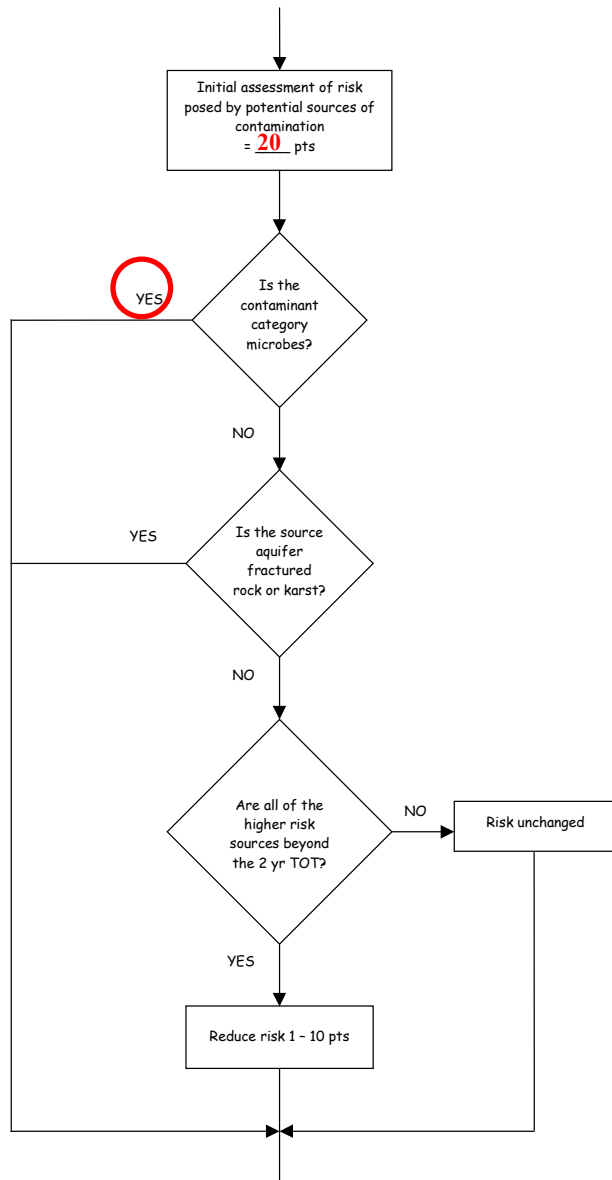 Initial assessment of risk
posed by potential sources of
contamination
= 20 pts
Is the
contaminant
category
microbes?
YES
NO
Is the source
aquifer
fractured
rock or karst?
YES
NO
Are all of the
higher risk
sources beyond
the 2 yr TOT?
NO
Risk unchanged
YES
Reduce risk 1 – 10 pts